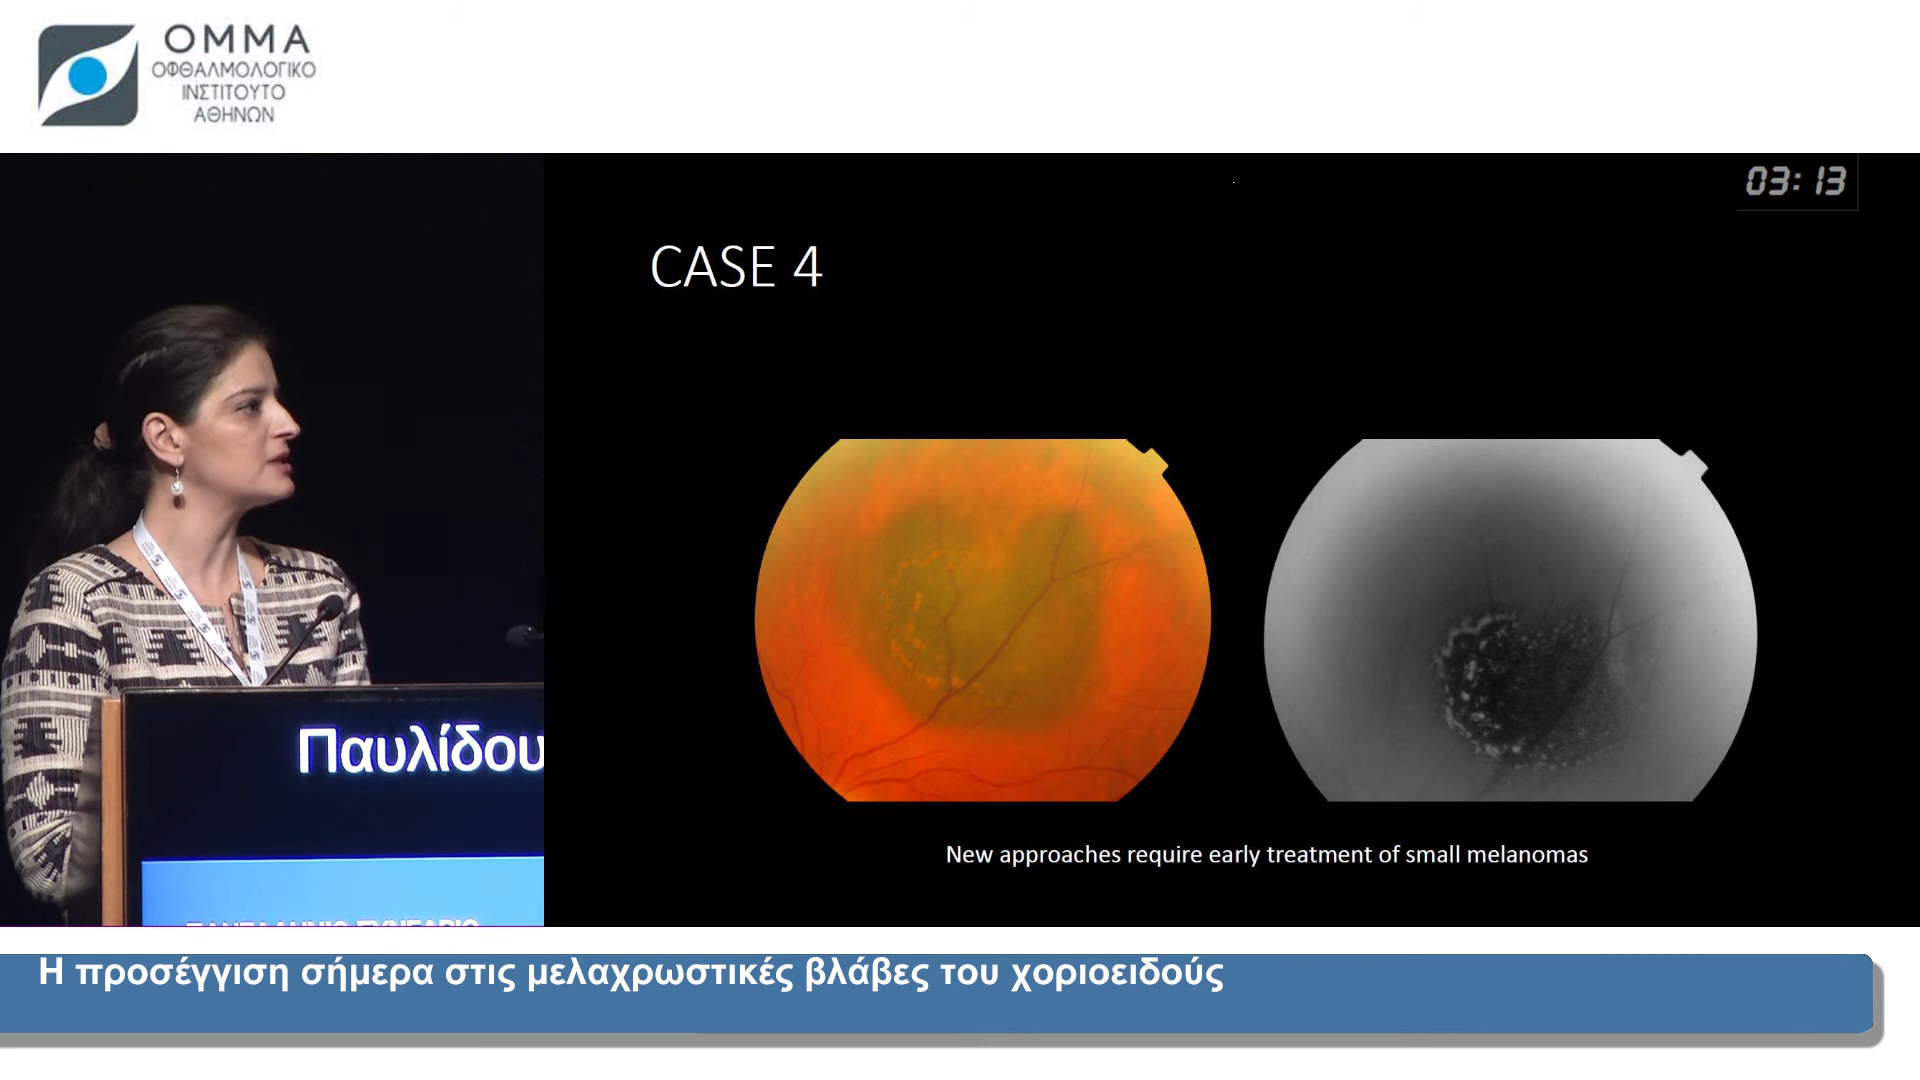 ΟΜΜΑ
ΟΦΘΑΛΜΟΛΟΓΙΚΟ
ΙΝΣΤΙΤΟΥΤΟ
ΑΘΗΝΩΝ
03:13
CASE 4
Παυλίδου
New approaches require early treatment of small melanomas
Η προσέγγιση σήμερα στις μελαχρωστικές βλάβες του χοριοειδούς